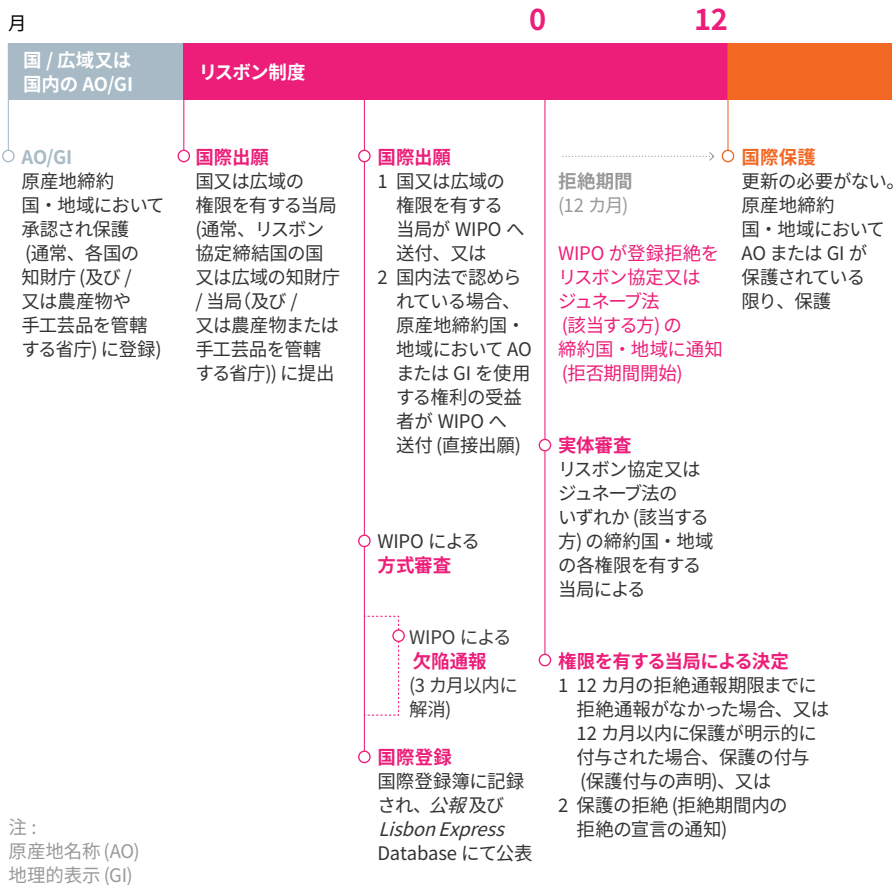 月
0
12
国 / 広域又は
国内の AO/GI
リスボン制度
AO/GI
原産地締約
国・地域において
承認され保護
(通常、各国の
知財庁 (及び /
又は農産物や
手工芸品を管轄
する省庁) に登録)
国際出願
国又は広域の
権限を有する当局
(通常、リスボン
協定締結国の国
又は広域の知財庁
/ 当局（及び /
又は農産物または
手工芸品を管轄
する省庁)) に提出
国際出願
1 国又は広域の
権限を有する
当局が WIPO へ
送付、又は
2 国内法で認めら
れている場合、
原産地締約国・
地域において AO
または GI を使用
する権利の受益
者が WIPO へ
送付 (直接出願)
WIPO による
方式審査
WIPO による
欠陥通報
(3 カ月以内に
解消)
国際登録
国際登録簿に記録
され、公報及び
Lisbon Express
Database にて公表
拒絶期間
(12 カ月)
WIPO が登録拒絶を
リスボン協定又は
ジュネーブ法
(該当する方) の
締約国・地域に通知
(拒否期間開始)
実体審査
リスボン協定又は
ジュネーブ法の
いずれか (該当する
方) の締約国・地域
の各権限を有する
当局による
権限を有する当局による決定
1 12 カ月の拒絶通報期限までに
拒絶通報がなかった場合、又は
12 カ月以内に保護が明示的に
付与された場合、保護の付与
(保護付与の声明)、又は
2 保護の拒絶 (拒絶期間内の
拒絶の宣言の通知)
国際保護
更新の必要がない。
原産地締約
国・地域において
AO または GI が
保護されている
限り、保護
注 :
原産地名称 (AO)
地理的表示 (GI)